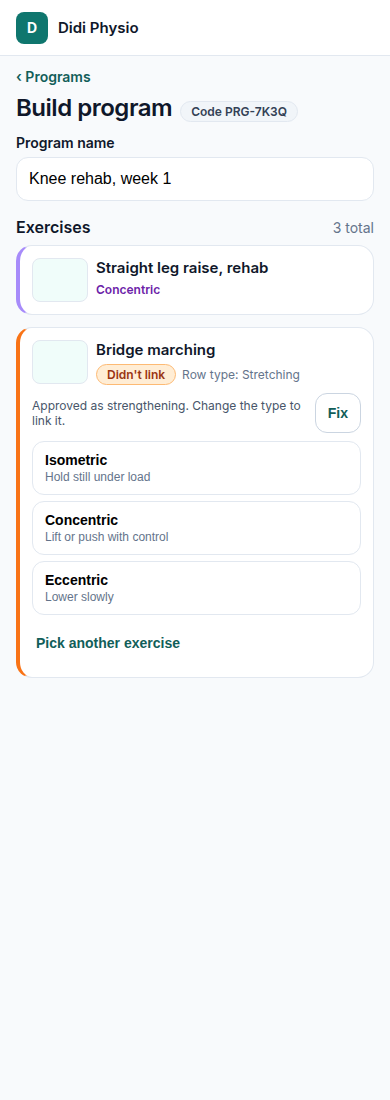 D
Didi Physio
‹ Programs
Build program
Code PRG-7K3Q
Program name
Knee rehab, week 1
Exercises
3 total
Straight leg raise, rehab
Concentric
Bridge marching
Didn't link
Row type: Stretching
Approved as strengthening. Change the type to
link it.
Fix
Isometric
Hold still under load
Concentric
Lift or push with control
Eccentric
Lower slowly
Pick another exercise